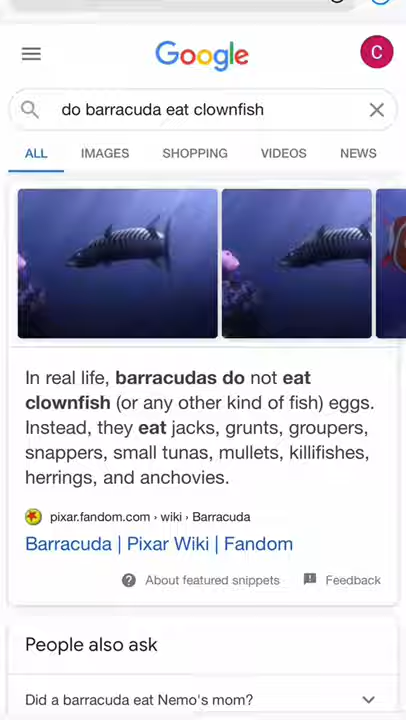 Google
C
do barracuda eat clownfish
ALL IMAGES SHOPPING VIDEOS NEWS
In real life, barracudas do not eat
clownfish (or any other kind of fish) eggs.
Instead, they eat jacks, grunts, groupers,
snappers, small tunas, mullets, killifishes,
herrings, and anchovies.
pixar.fandom.com › wiki › Barracuda
Barracuda | Pixar Wiki | Fandom
About featured snippets Feedback
People also ask
Did a barracuda eat Nemo's mom?